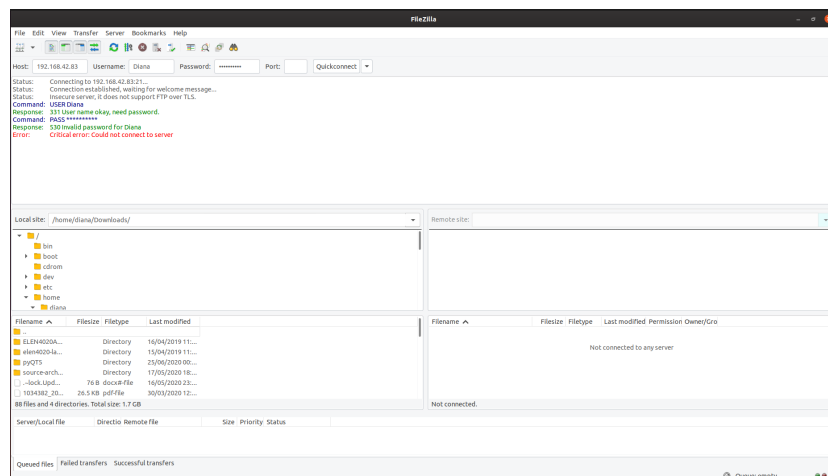 FileZilla
File Edit View Transfer Server Bookmarks Help
Host: 192.168.42.83 Username: Diana Password: ********** Port: Quickconnect
Status: Connecting to 192.168.42.83:21...
Status: Connection established, waiting for welcome message...
Status: Insecure server, it does not support FTP over TLS.
Command: USER Diana
Response: 331 User name okay, need password.
Command: PASS **********
Response: 530 Invalid password for Diana
Error: Critical error: Could not connect to server
Local site: /home/diana/Downloads/
Remote site:
/
bin
boot
cdrom
dev
etc
home
diana
Filename Filesize Filetype Last modified
..
ELEN4020A... Directory 16/04/2019 11:...
elen4020-la... Directory 15/04/2019 11:...
pyQTS Directory 25/06/2020 00:...
source-arch... Directory 17/05/2020 18:...
.~lock.Upd... 76 B docx#-file 16/05/2020 23:...
1034382_20... 26.5 KB pdf-file 30/03/2020 12:...
88 files and 4 directories. Total size: 1.7 GB
Filename Filesize Filetype Last modified Permission Owner/Gro
Not connected to any server
Not connected.
Server/Local file Directio Remote file Size Priority Status
Queued files Failed transfers Successful transfers
Queue: empty